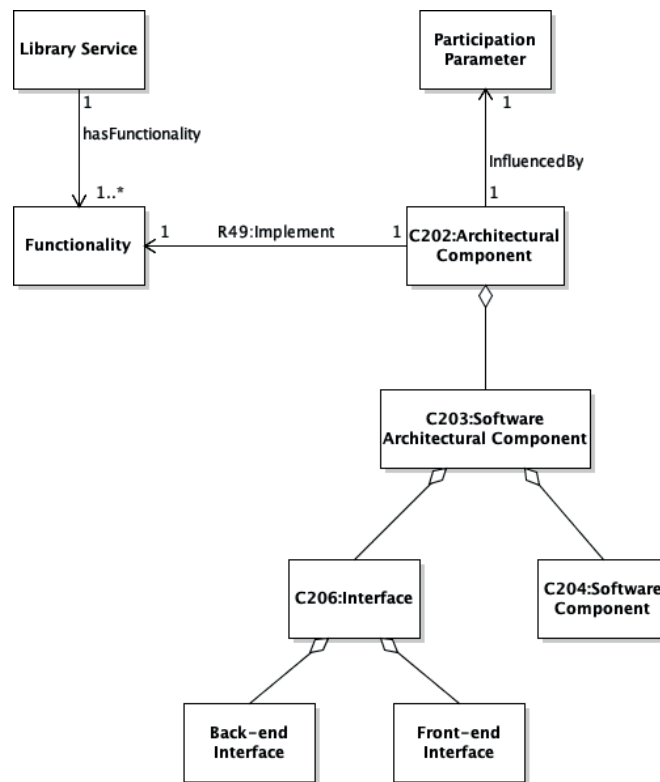 Library Service
Participation
Parameter
1
1
hasFunctionality
InfluencedBy
1..*
1
Functionality
1
R49:Implement
1
C202:Architectural
Component
C203:Software
Architectural Component
C206:Interface
C204:Software
Component
Back-end
Interface
Front-end
Interface